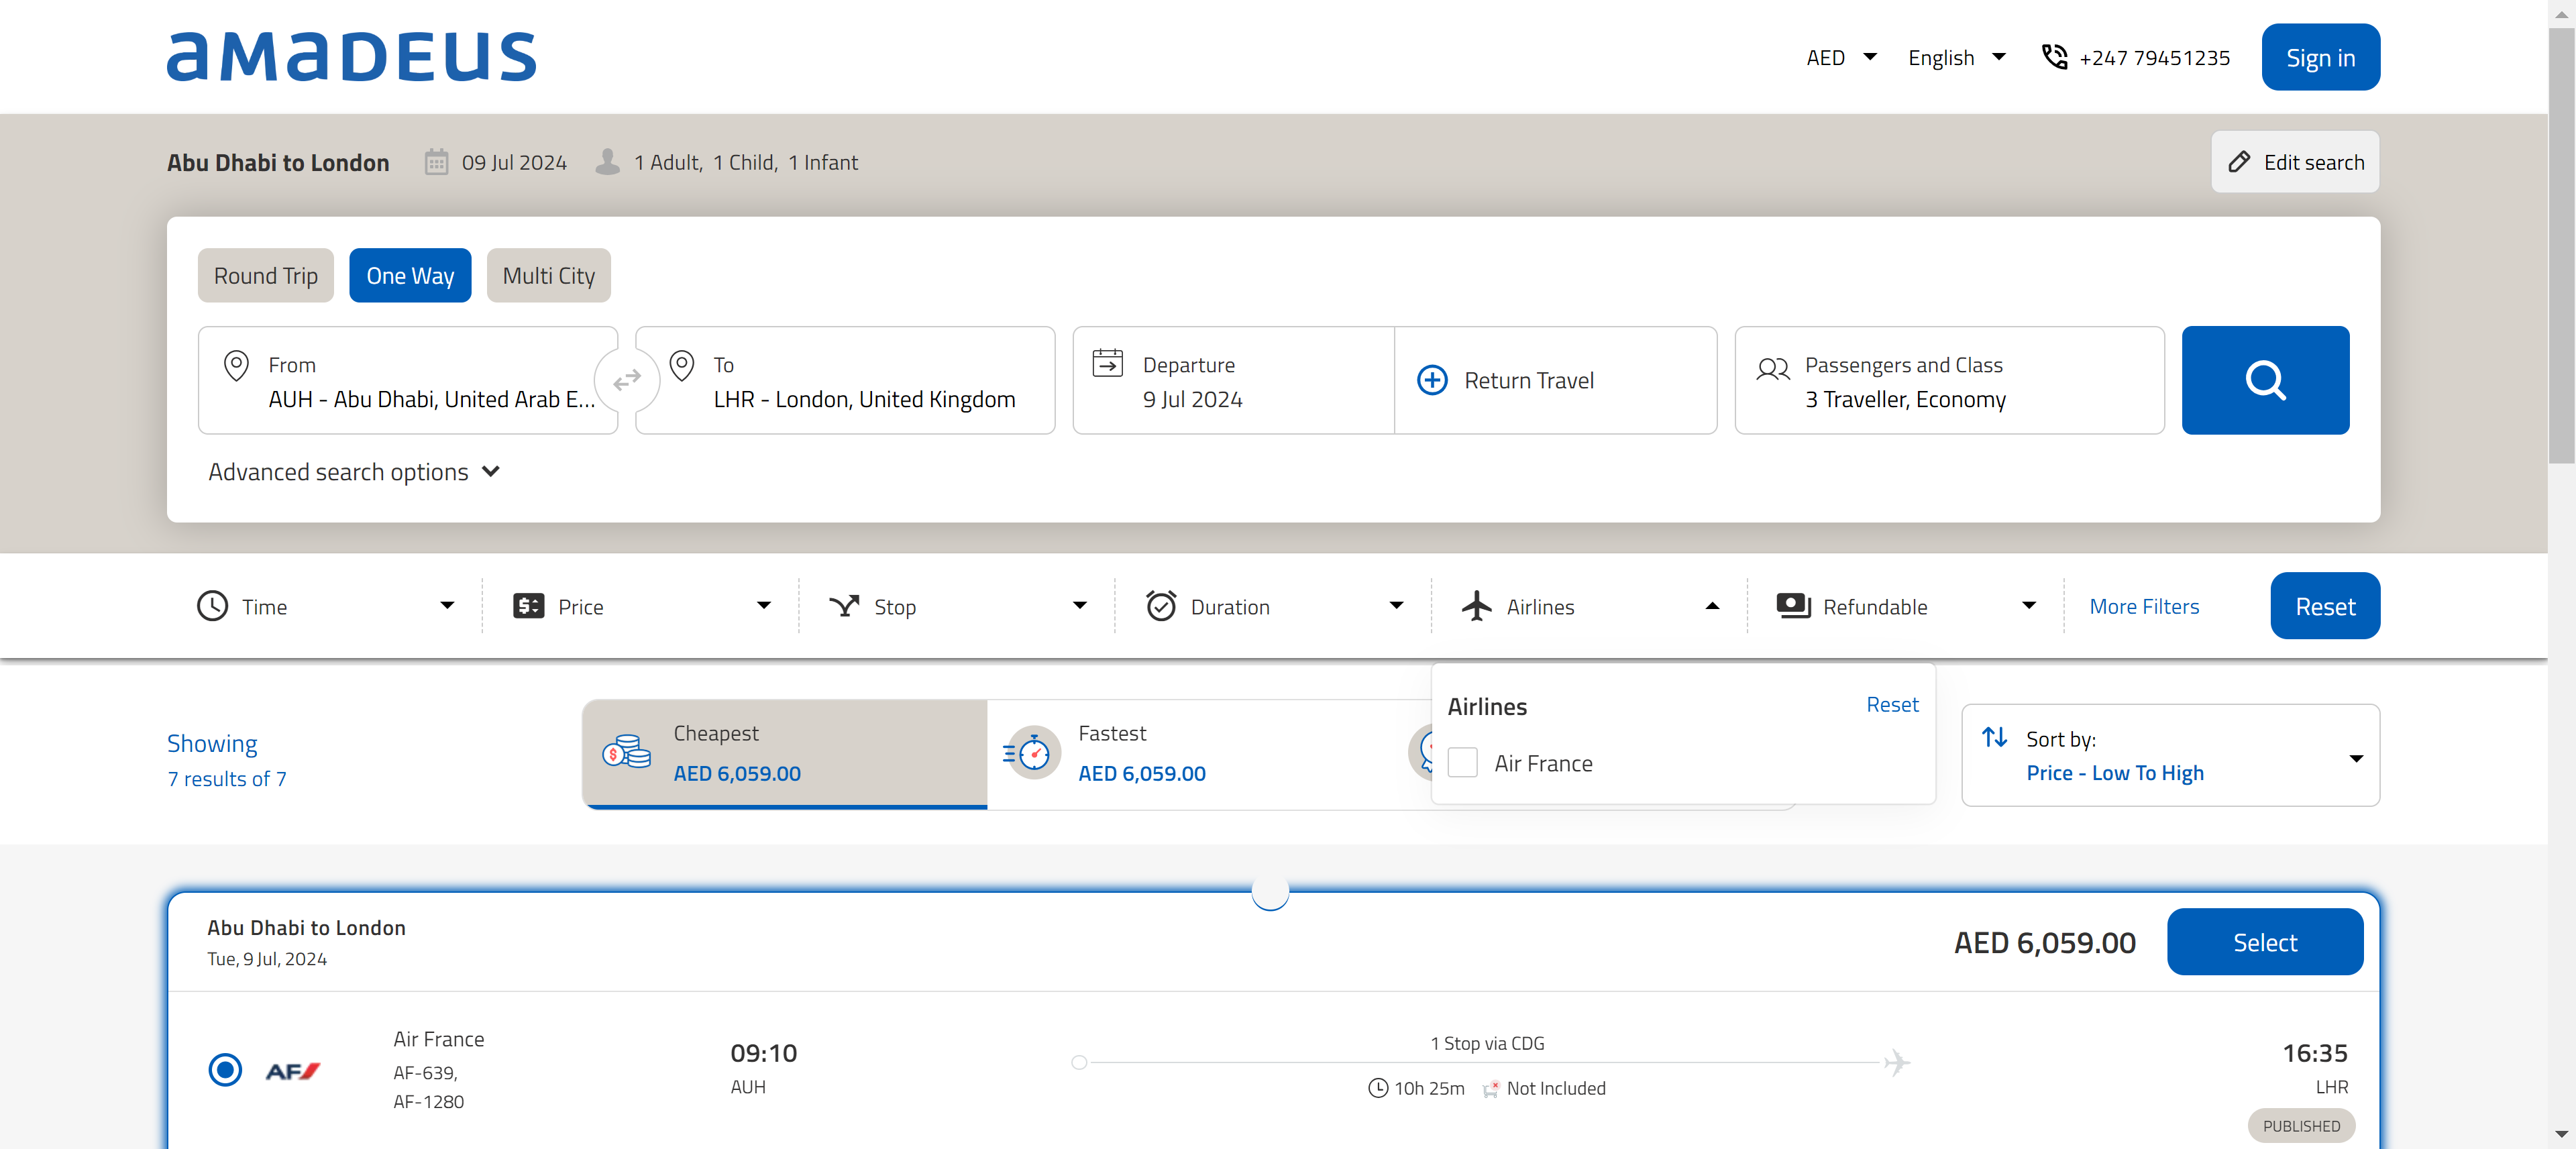 amadeus
AED English +247 79451235 Sign in
Abu Dhabi to London 09 Jul 2024 1 Adult, 1 Child, 1 Infant Edit search
Round Trip One Way Multi City
From To Departure Return Travel Passengers and Class
AUH - Abu Dhabi, United Arab E... LHR - London, United Kingdom 9 Jul 2024 3 Traveller, Economy
Advanced search options
Time Price Stop Duration Airlines Refundable More Filters Reset
Airlines Reset
Air France
Showing
7 results of 7
Cheapest
AED 6,059.00
Fastest
AED 6,059.00
Sort by:
Price - Low To High
Abu Dhabi to London
Tue, 9 Jul, 2024
AED 6,059.00 Select
AF
Air France
AF-639,
AF-1280
09:10
AUH
1 Stop via CDG
10h 25m Not Included
16:35
LHR
PUBLISHED